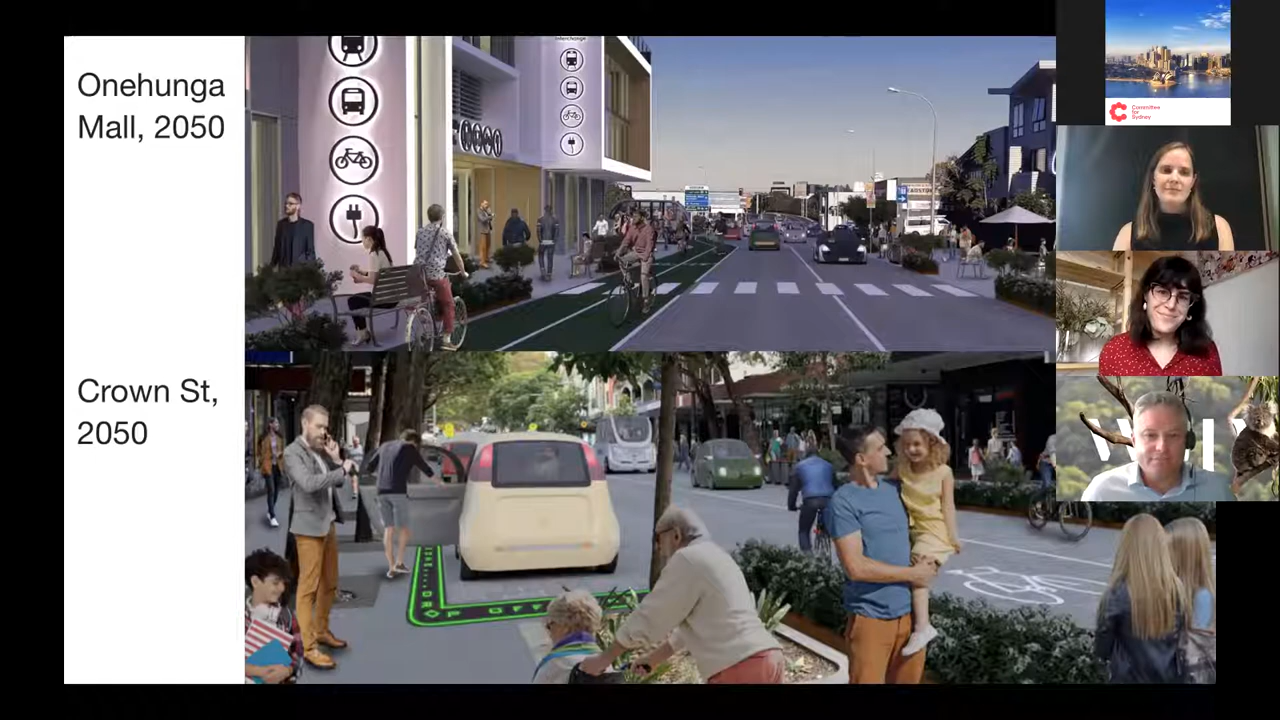 Onehunga
Mall, 2050
Crown St,
2050
Committee
for
Sydney
DROP OFF